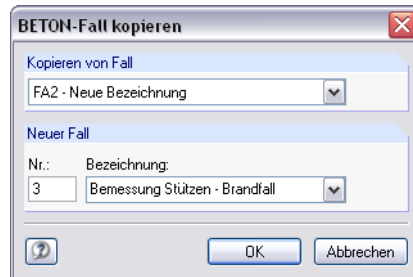 BETON-Fall kopieren
Kopieren von Fall
FA2 - Neue Bezeichnung
Neuer Fall
Nr.: Bezeichnung:
3 Bemessung Stützen - Brandfall
OK Abbrechen